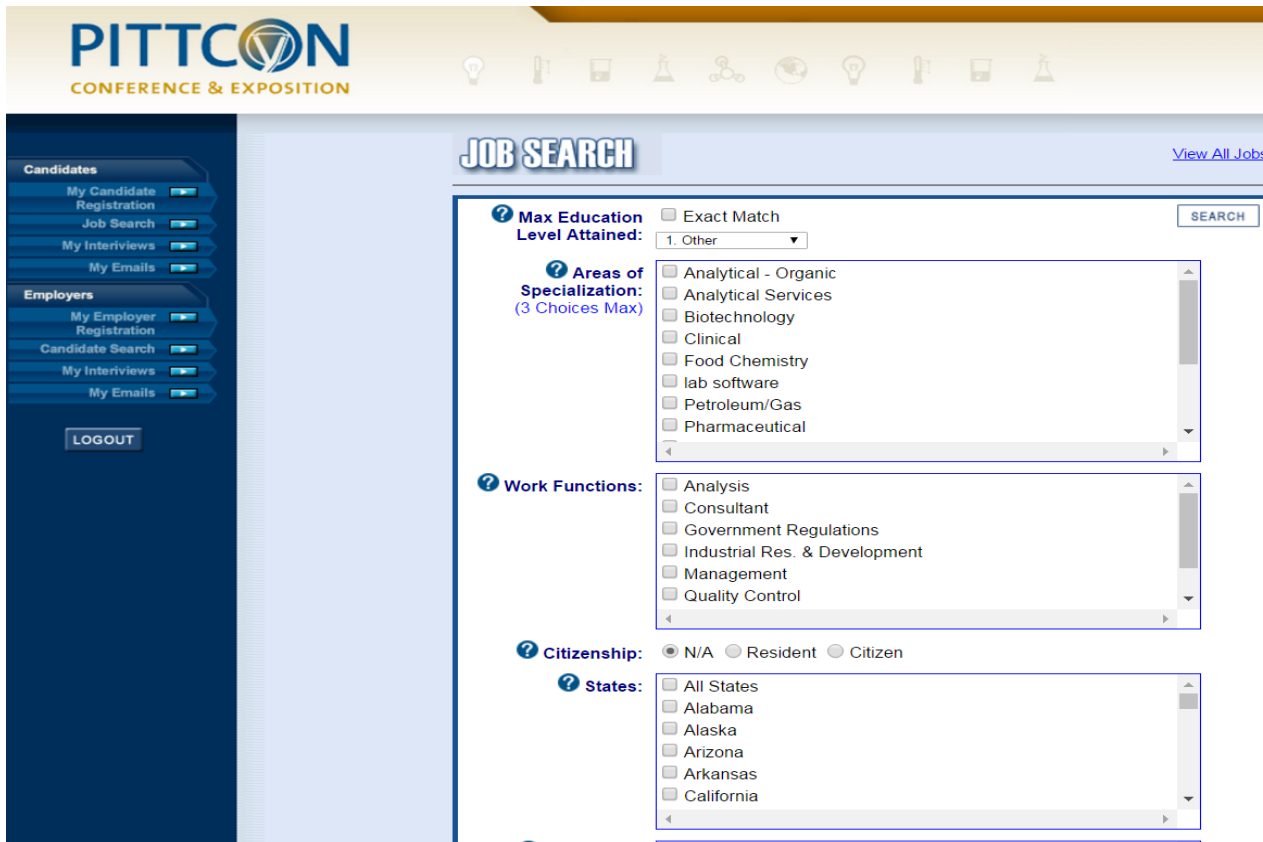 PITTCON
CONFERENCE & EXPOSITION
Candidates
My Candidate
Registration
Job Search
My Interiviews
My Emails
Employers
My Employer
Registration
Candidate Search
My Interiviews
My Emails
LOGOUT
JOB SEARCH
View All Jobs
Max Education
Level Attained:
Exact Match
1. Other
SEARCH
Areas of
Specialization:
(3 Choices Max)
Analytical - Organic
Analytical Services
Biotechnology
Clinical
Food Chemistry
lab software
Petroleum/Gas
Pharmaceutical
Work Functions:
Analysis
Consultant
Government Regulations
Industrial Res. & Development
Management
Quality Control
Citizenship:
N/A Resident Citizen
States:
All States
Alabama
Alaska
Arizona
Arkansas
California